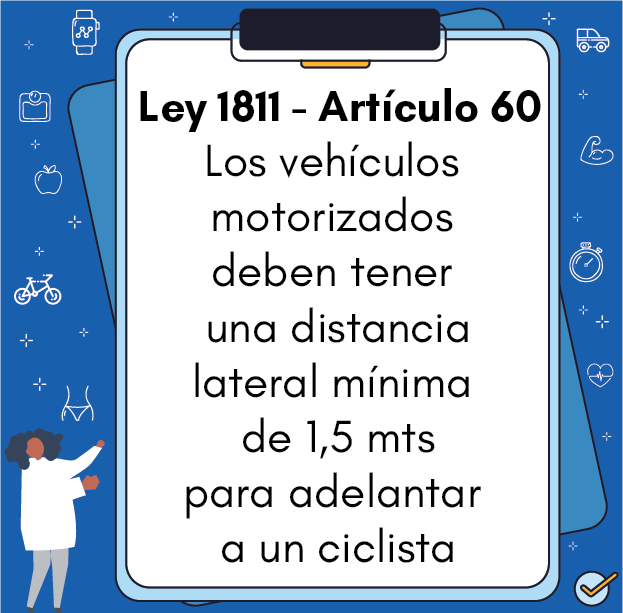 Ley 1811 - Artículo 60
Los vehículos
motorizados
deben tener
una distancia
lateral mínima
de 1,5 mts
para adelantar
a un ciclista